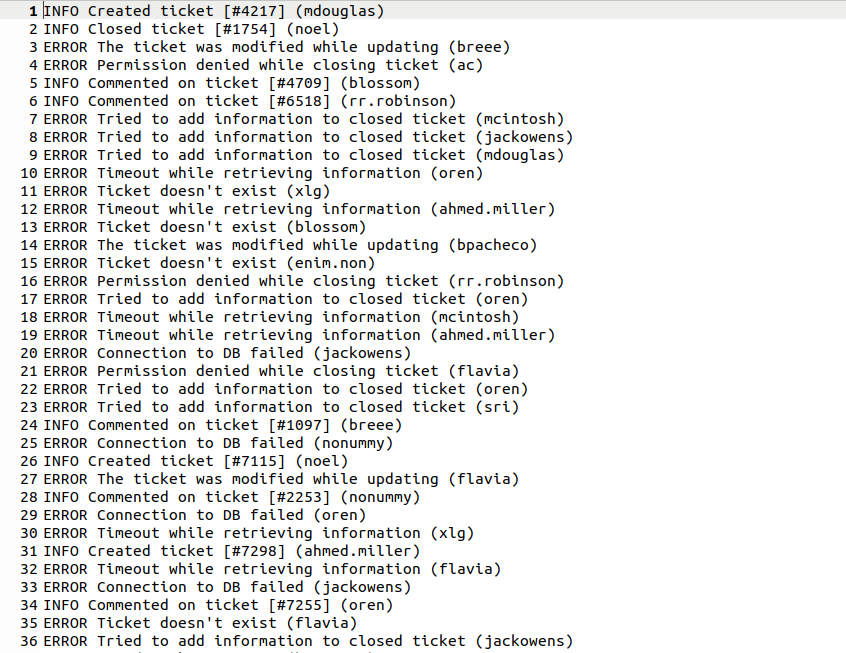 1 INFO Created ticket [#4217] (mdouglas)
2 INFO Closed ticket [#1754] (noel)
3 ERROR The ticket was modified while updating (breee)
4 ERROR Permission denied while closing ticket (ac)
5 INFO Commented on ticket [#4709] (blossom)
6 INFO Commented on ticket [#6518] (rr.robinson)
7 ERROR Tried to add information to closed ticket (mcintosh)
8 ERROR Tried to add information to closed ticket (jackowens)
9 ERROR Tried to add information to closed ticket (mdouglas)
10 ERROR Timeout while retrieving information (oren)
11 ERROR Ticket doesn't exist (xlg)
12 ERROR Timeout while retrieving information (ahmed.miller)
13 ERROR Ticket doesn't exist (blossom)
14 ERROR The ticket was modified while updating (bpacheco)
15 ERROR Ticket doesn't exist (enim.non)
16 ERROR Permission denied while closing ticket (rr.robinson)
17 ERROR Tried to add information to closed ticket (oren)
18 ERROR Timeout while retrieving information (mcintosh)
19 ERROR Timeout while retrieving information (ahmed.miller)
20 ERROR Connection to DB failed (jackowens)
21 ERROR Permission denied while closing ticket (flavia)
22 ERROR Tried to add information to closed ticket (oren)
23 ERROR Tried to add information to closed ticket (sri)
24 INFO Commented on ticket [#1097] (breee)
25 ERROR Connection to DB failed (nonummy)
26 INFO Created ticket [#7115] (noel)
27 ERROR The ticket was modified while updating (flavia)
28 INFO Commented on ticket [#2253] (nonummy)
29 ERROR Connection to DB failed (oren)
30 ERROR Timeout while retrieving information (xlg)
31 INFO Created ticket [#7298] (ahmed.miller)
32 ERROR Timeout while retrieving information (flavia)
33 ERROR Connection to DB failed (jackowens)
34 INFO Commented on ticket [#7255] (oren)
35 ERROR Ticket doesn't exist (flavia)
36 ERROR Tried to add information to closed ticket (jackowens)